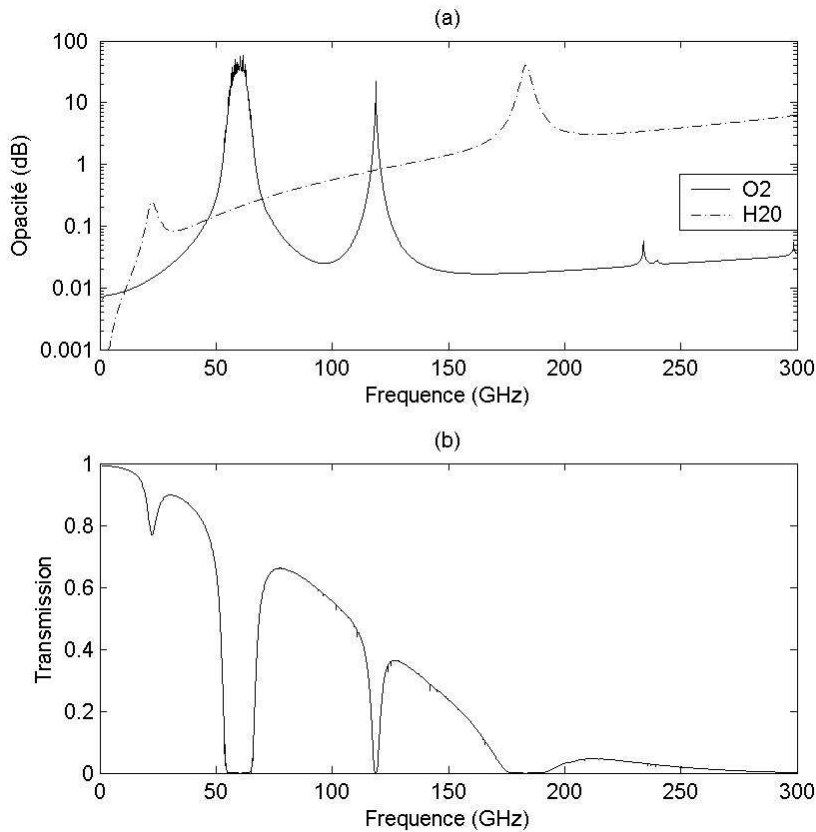 (a)
100
10
1
0.1
0.01
0.001
Opacité (dB)
O2
H20
0 50 100 150 200 250 300
Frequence (GHz)
(b)
1
0.8
0.6
0.4
0.2
0
Transmission
0 50 100 150 200 250 300
Frequence (GHz)